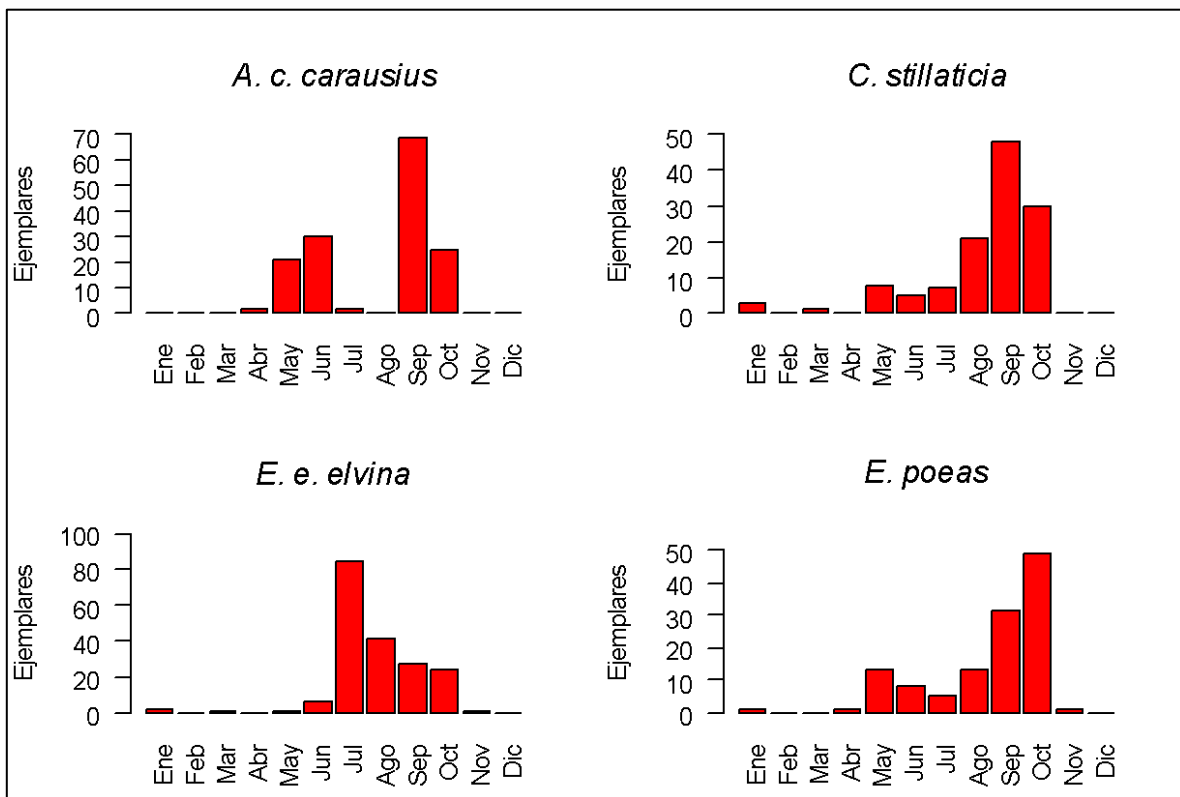 A. c. carausius
Ejemplares
70
60
50
40
30
20
10
0
Ene Feb Mar Abr May Jun Jul Ago Sep Oct Nov Dic
C. stillaticia
Ejemplares
50
40
30
20
10
0
Ene Feb Mar Abr May Jun Jul Ago Sep Oct Nov Dic
E. e. elvina
Ejemplares
100
80
60
40
20
0
Ene Feb Mar Abr May Jun Jul Ago Sep Oct Nov Dic
E. poeas
Ejemplares
50
40
30
20
10
0
Ene Feb Mar Abr May Jun Jul Ago Sep Oct Nov Dic